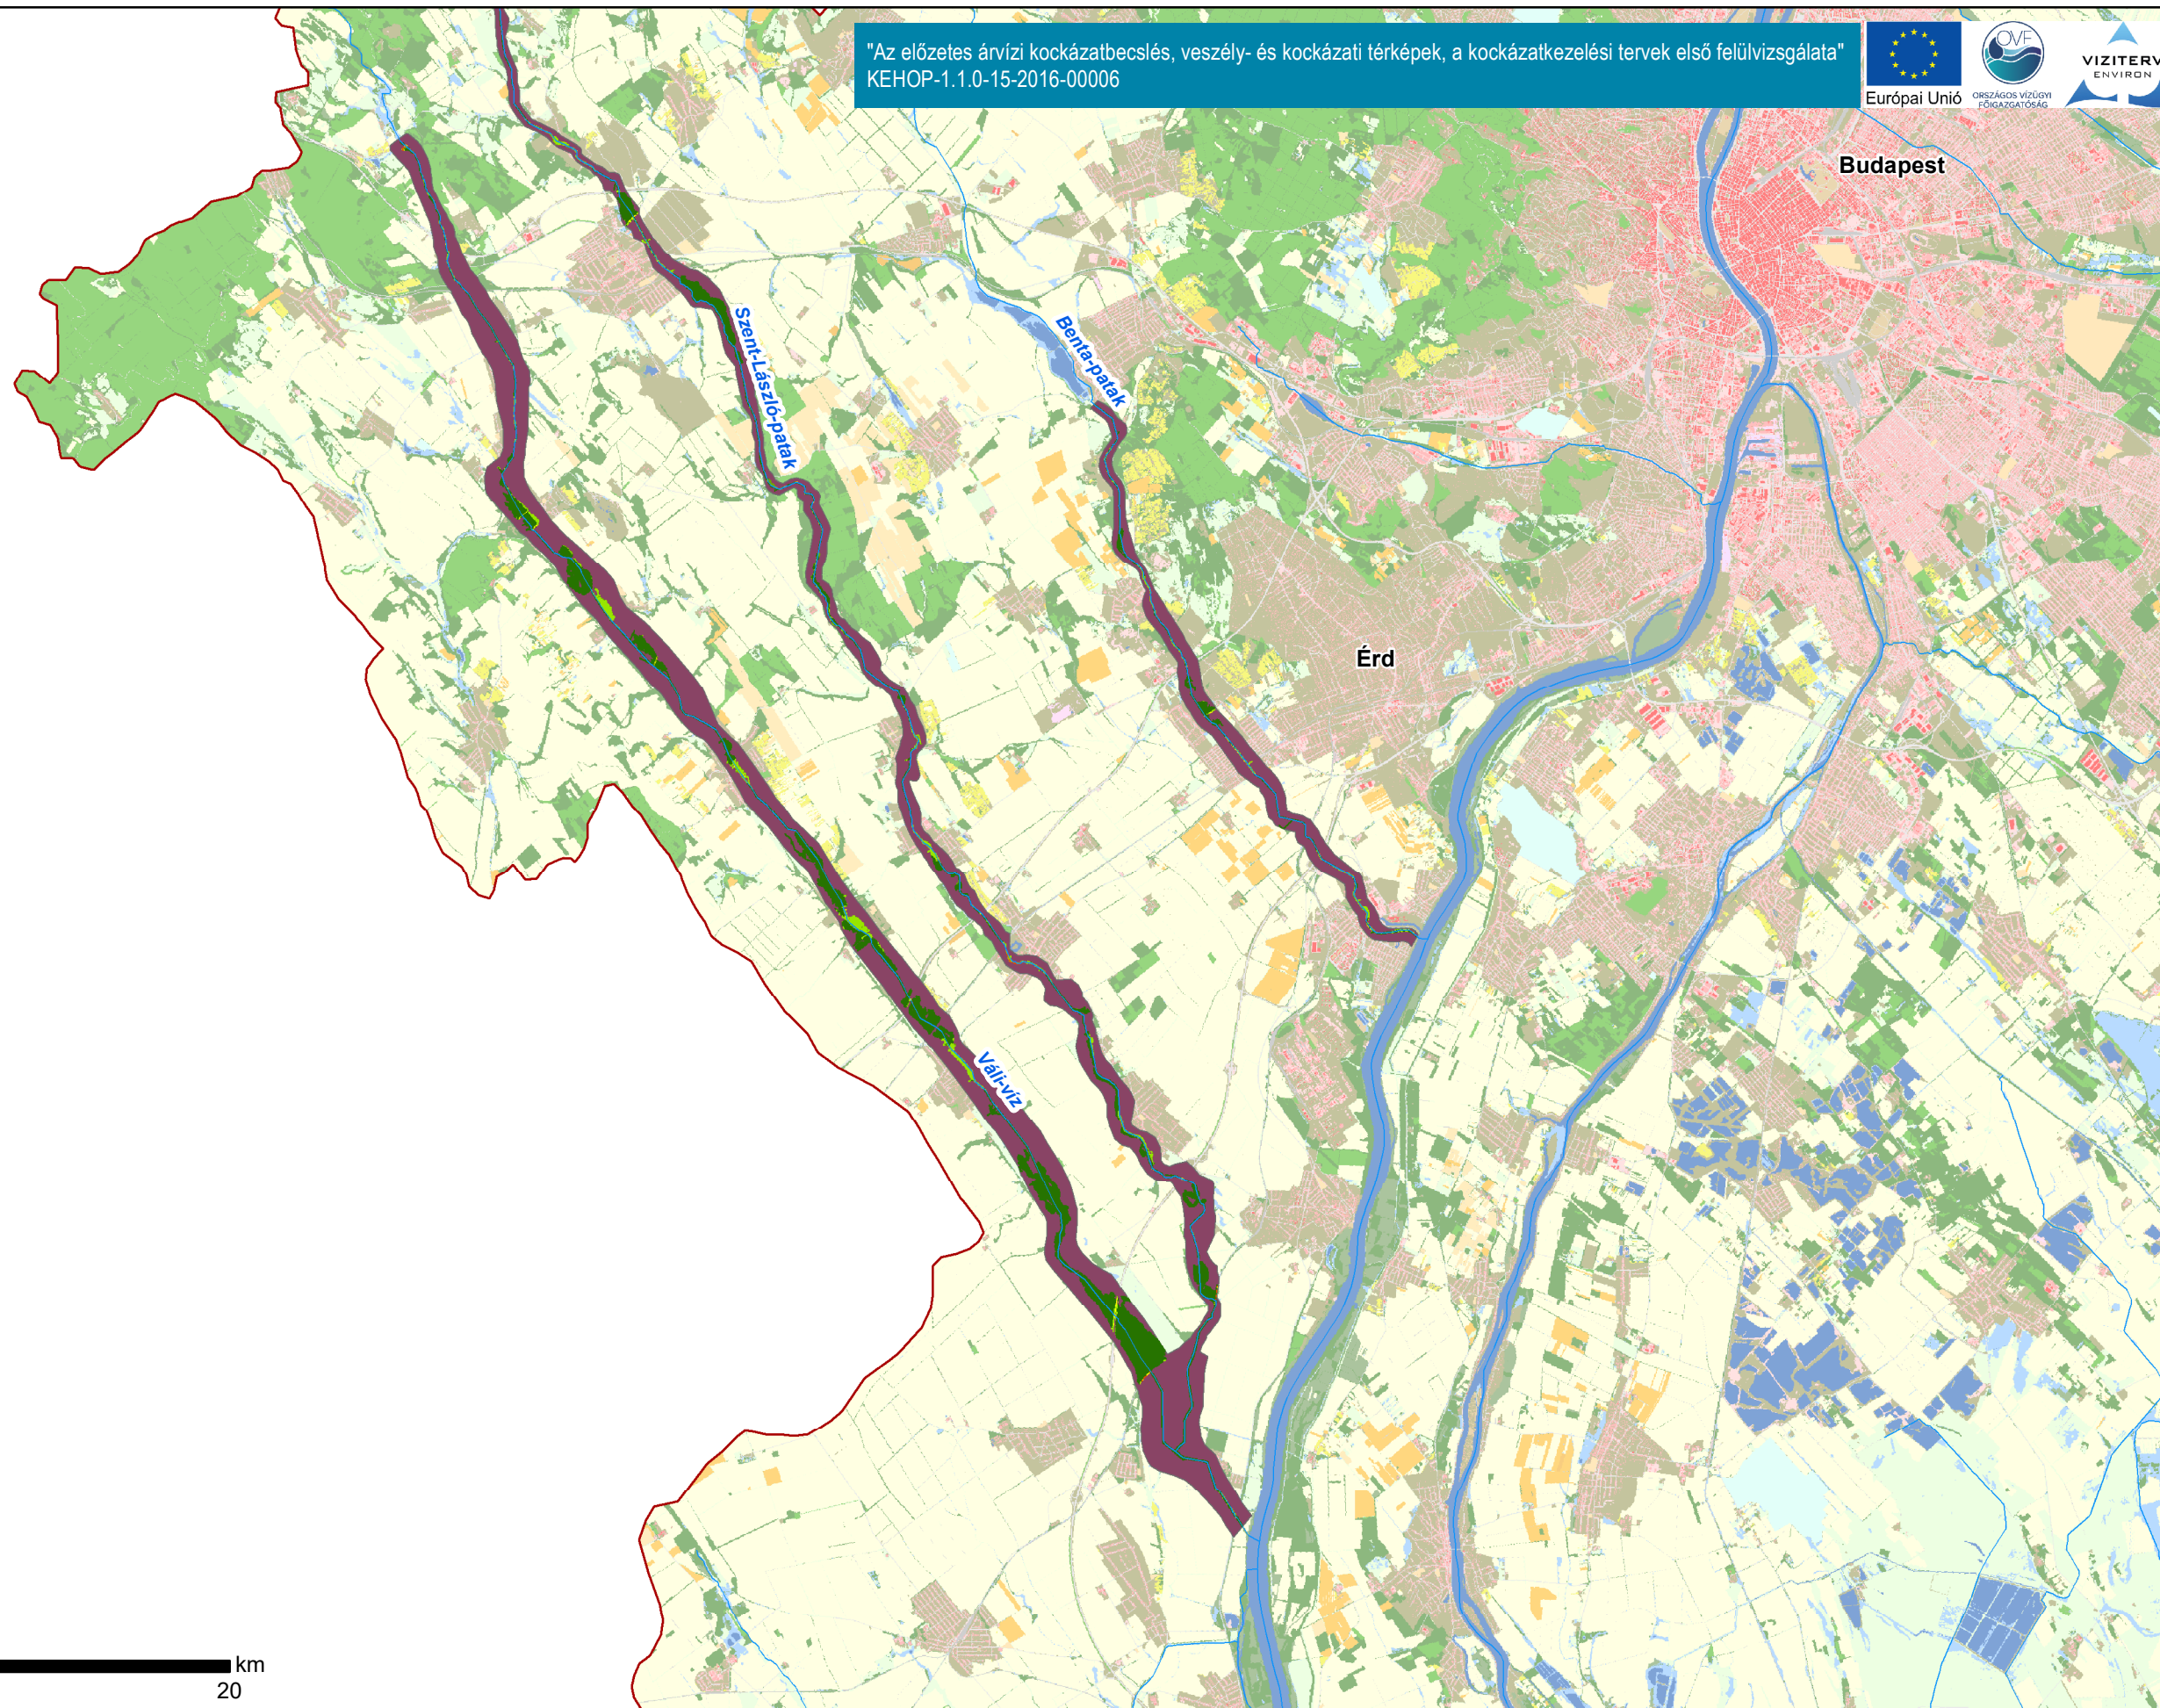 "Az előzetes árvízi kockázatbecslés, veszély- és kockázati térképek, a kockázatkezelési tervek első felülvizsgálata"
KEHOP-1.1.0-15-2016-00006
Európai Unió
OVF
ORSZÁGOS VÍZÜGYI
FŐIGAZGATÓSÁG
VIZITERV
ENVIRON
Budapest
Szent-László-patak
Benta-patak
Érd
Váli-víz
km
20